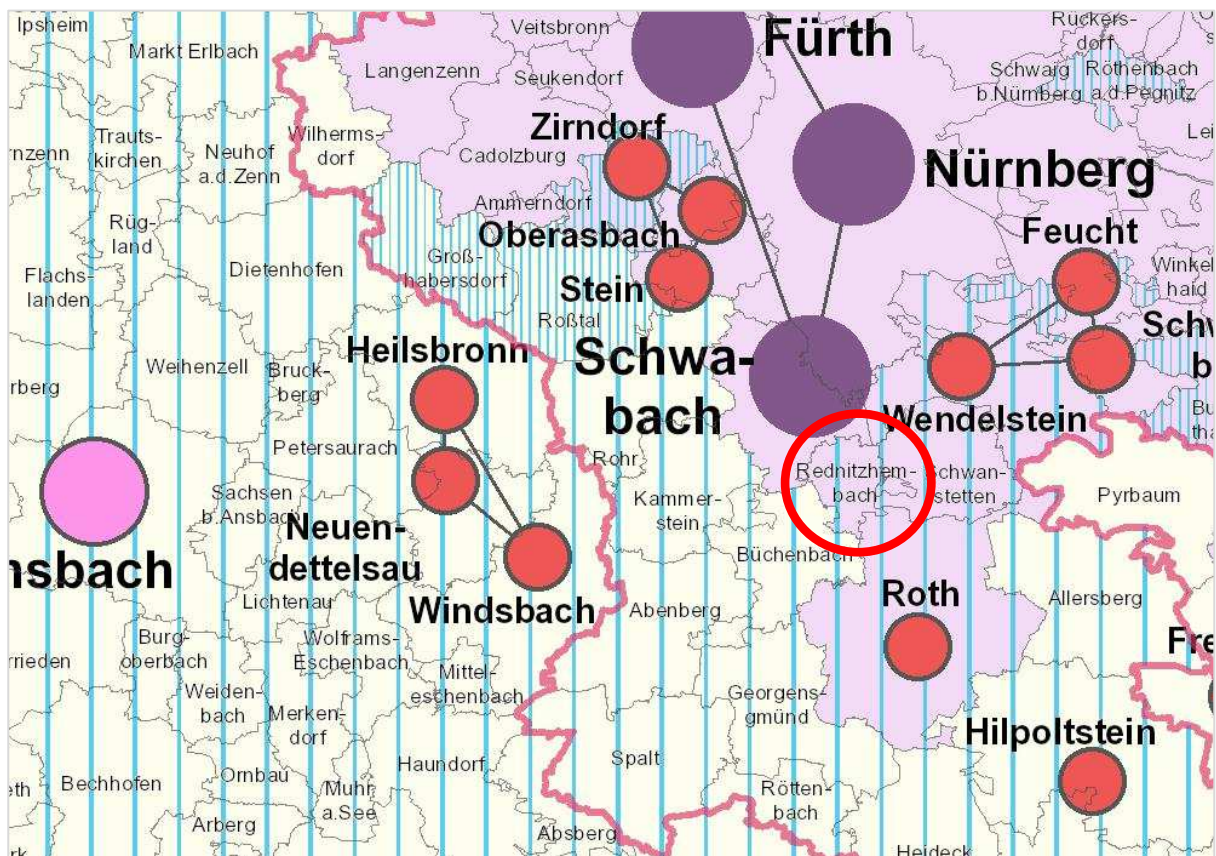 Ipsheim
Markt Erlbach
Veitsbronn
Fürth
Rückers-
dorf
Langenzenn
Seukendorf
Schwaig
b.Nürnberg
Röthenbach
a.d.Pegnitz
Trauts-
kirchen
Neuhof
a.d.Zenn
Wilherms-
dorf
Zirndorf
Cadolzburg
Nürnberg
Ammerndorf
Oberasbach
Feucht
Rüg-
land
Flachs-
landen
Dietenhofen
Groß-
habersdorf
Stein
Roßtal
Heilsbronn
Schwa-
bach
Weihenzell
Bruck-
berg
Wendelstein
Petersaurach
Rohr
Rednitzhem-
bach
Schwan-
stetten
Pyrbaum
Sachsen
b.Ansbach
Kammer-
stein
Neuen-
dettelsau
Büchenbach
Lichtenau
Windsbach
Abenberg
Roth
Allersberg
Burg-
oberbach
Wolframs-
Eschenbach
Mittel-
eschenbach
Weiden-
bach
Merken-
dorf
Georgens-
gmünd
Hilpoltstein
Spalt
Bechhofen
Ornbau
Haundorf
Muhr
a.See
Rötten-
bach
Arberg
Absberg
Heideck